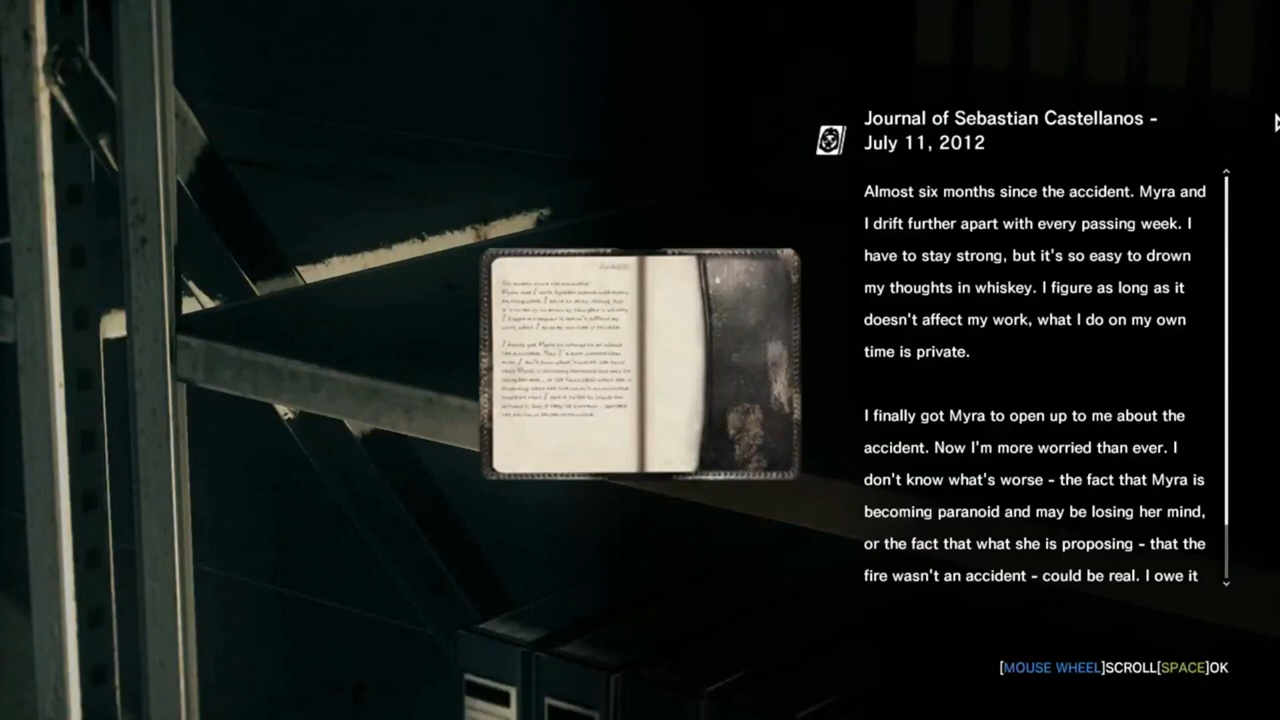 Journal of Sebastian Castellanos -
July 11, 2012
Almost six months since the accident. Myra and
I drift further apart with every passing week. I
have to stay strong, but it's so easy to drown
my thoughts in whiskey. I figure as long as it
doesn't affect my work, what I do on my own
time is private.
I finally got Myra to open up to me about the
accident. Now I'm more worried than ever. I
don't know what's worse - the fact that Myra is
becoming paranoid and may be losing her mind,
or the fact that what she is proposing - that the
fire wasn't an accident - could be real. I owe it
[MOUSE WHEEL]SCROLL[SPACE]OK